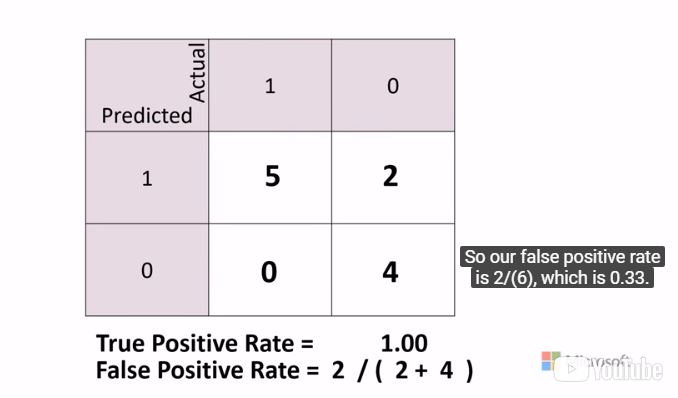 Actual
1 0
Predicted
1 5 2
0 0 4
So our false positive rate
is 2/(6), which is 0.33.
True Positive Rate = 1.00
False Positive Rate = 2 / ( 2 + 4 )
Microsoft
YouTube